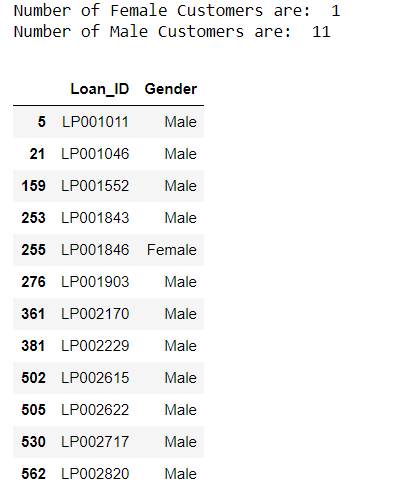 Number of Female Customers are:  1
Number of Male Customers are:  11
Loan_ID Gender
5 LP001011 Male
21 LP001046 Male
159 LP001552 Male
253 LP001843 Male
255 LP001846 Female
276 LP001903 Male
361 LP002170 Male
381 LP002229 Male
502 LP002615 Male
505 LP002622 Male
530 LP002717 Male
562 LP002820 Male